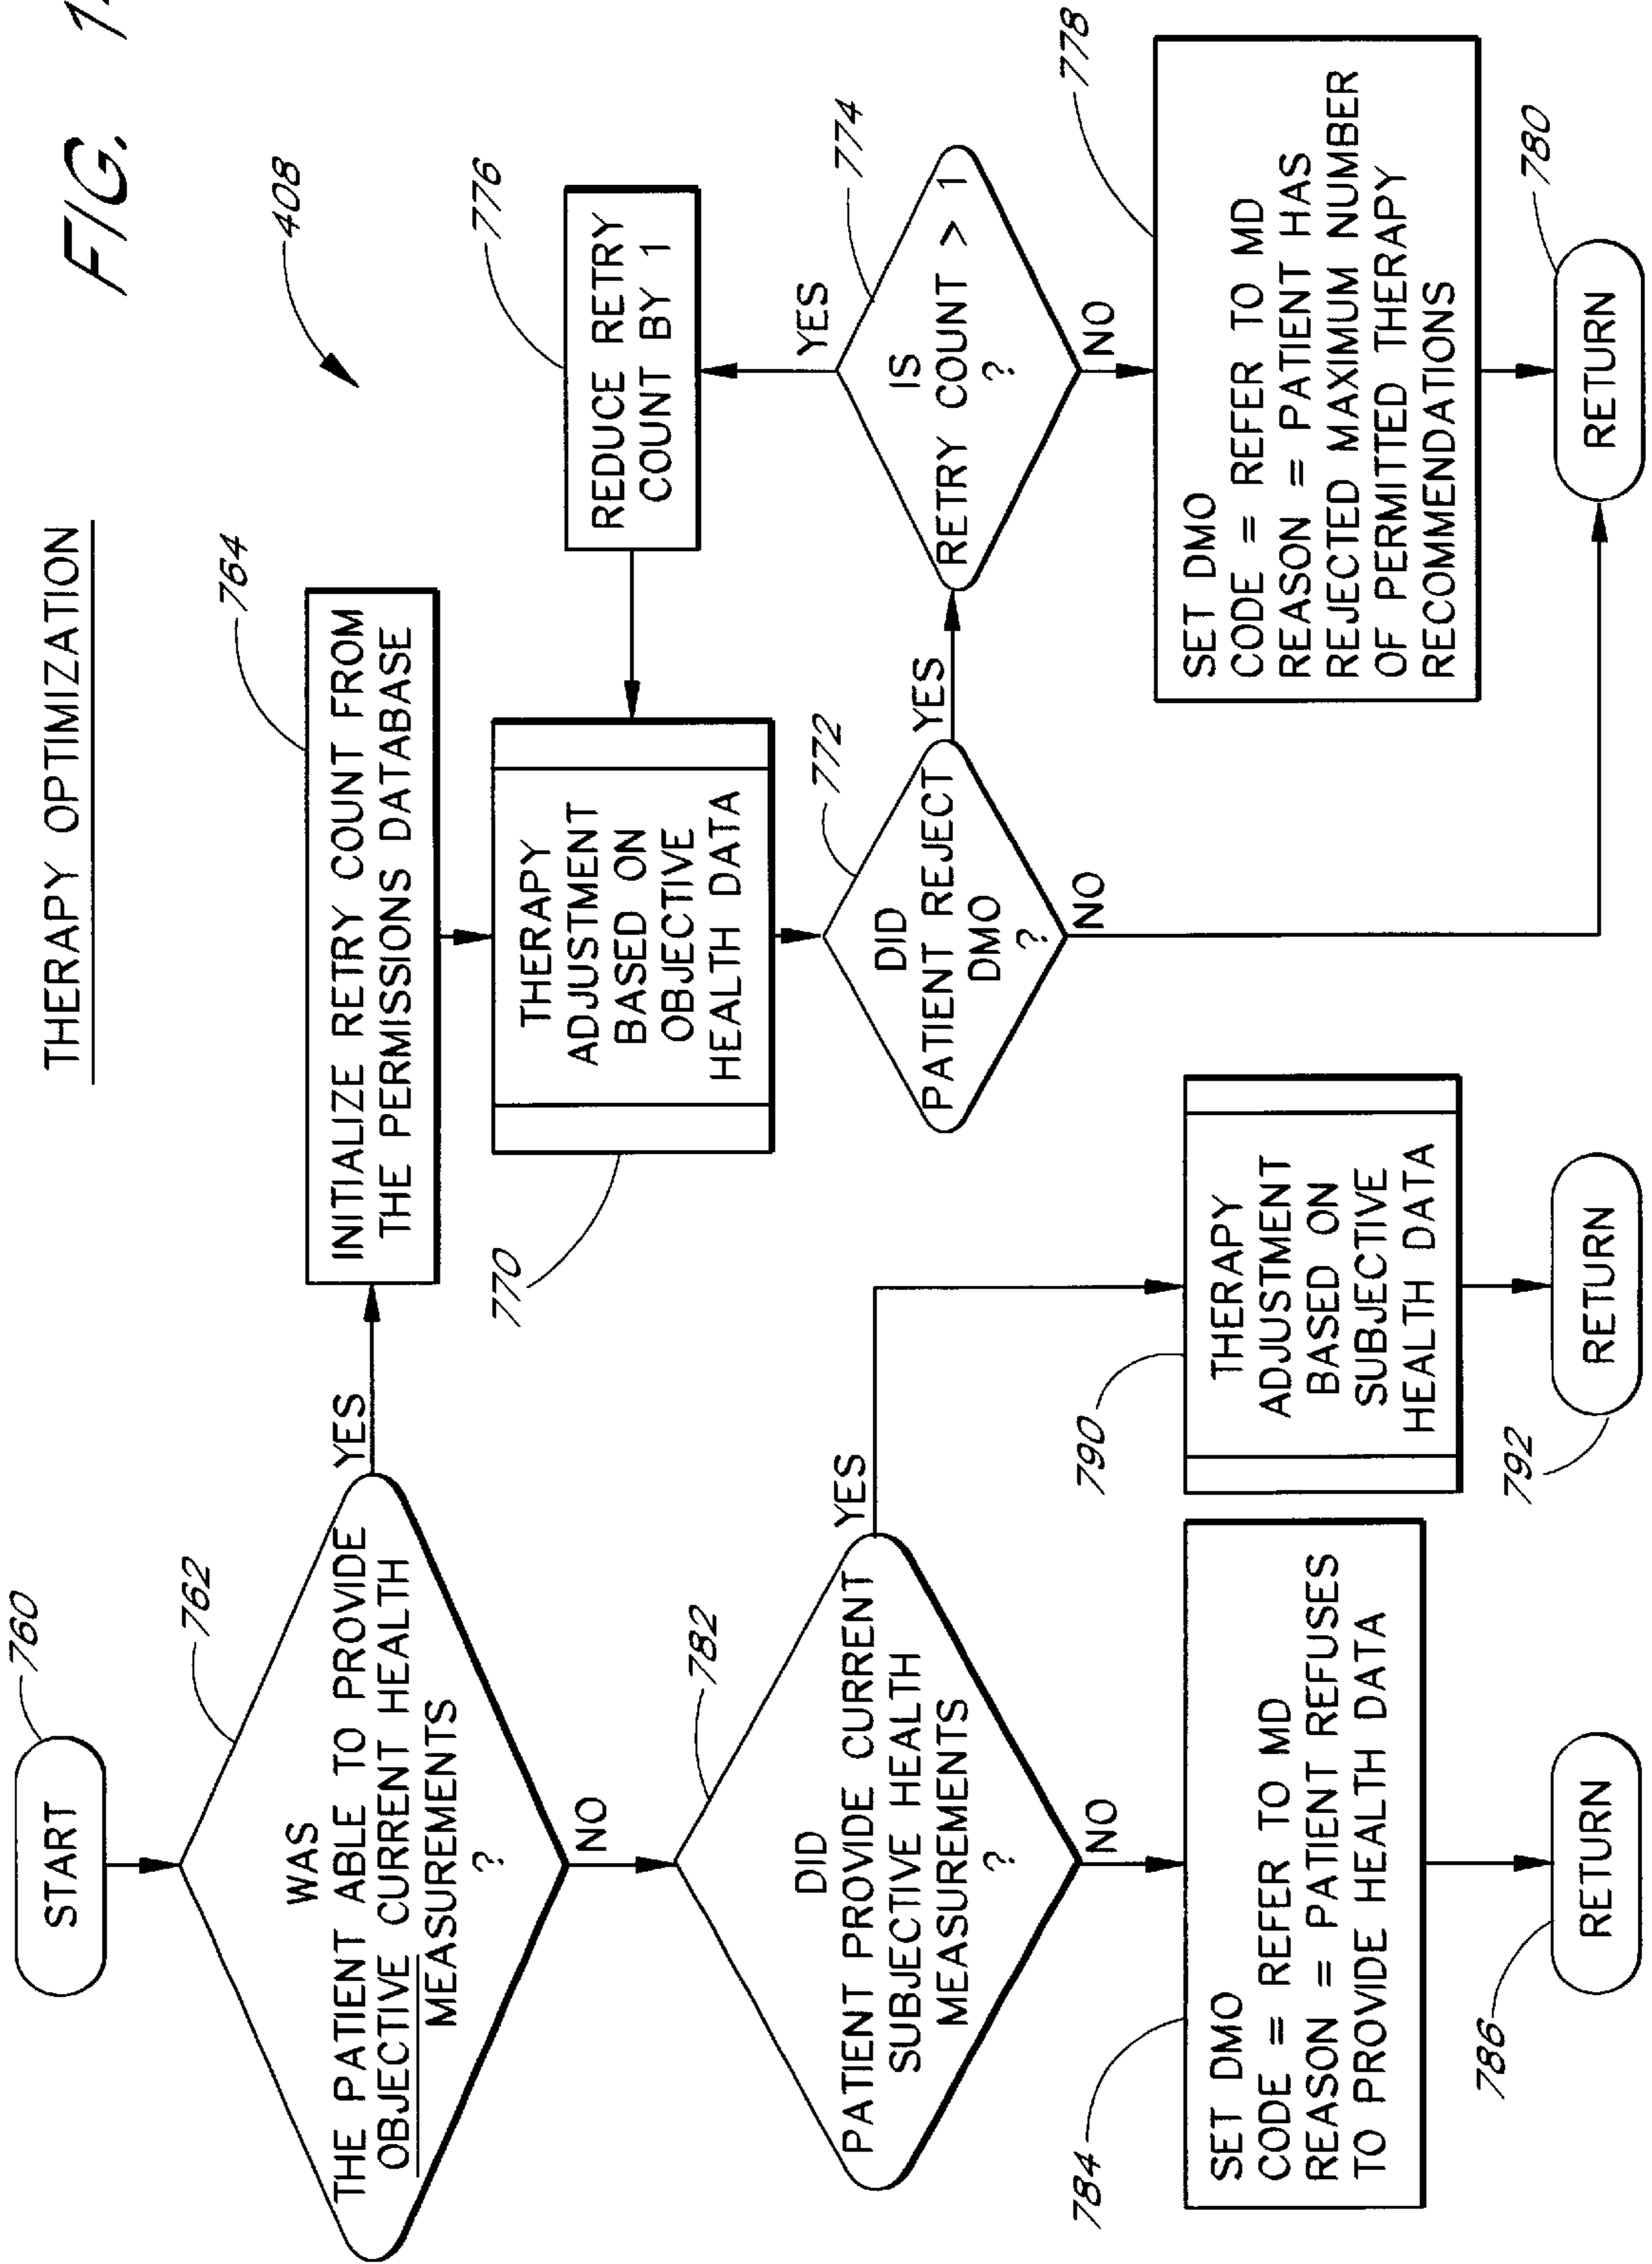 THERAPY OPTIMIZATION
FIG.
408
760
START
762
WAS
THE PATIENT ABLE TO PROVIDE
OBJECTIVE CURRENT HEALTH
MEASUREMENTS
?
YES
NO
764
INITIALIZE RETRY COUNT FROM
THE PERMISSIONS DATABASE
770
THERAPY
ADJUSTMENT
BASED ON
OBJECTIVE
HEALTH DATA
776
REDUCE RETRY
COUNT BY 1
772
DID
PATIENT REJECT
DMO
?
YES
NO
774
IS
RETRY COUNT > 1
?
YES
NO
778
SET DMO
CODE = REFER TO MD
REASON = PATIENT HAS
REJECTED MAXIMUM NUMBER
OF PERMITTED THERAPY
RECOMMENDATIONS
780
RETURN
782
DID
PATIENT PROVIDE CURRENT
SUBJECTIVE HEALTH
MEASUREMENTS
?
YES
NO
784
SET DMO
CODE = REFER TO MD
REASON = PATIENT REFUSES
TO PROVIDE HEALTH DATA
786
RETURN
790
THERAPY
ADJUSTMENT
BASED ON
SUBJECTIVE
HEALTH DATA
792
RETURN